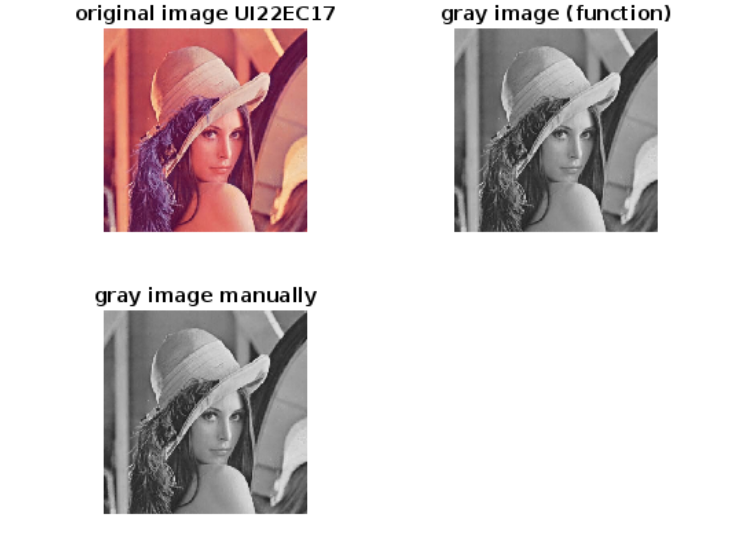 original image UI22EC17
gray image (function)
gray image manually